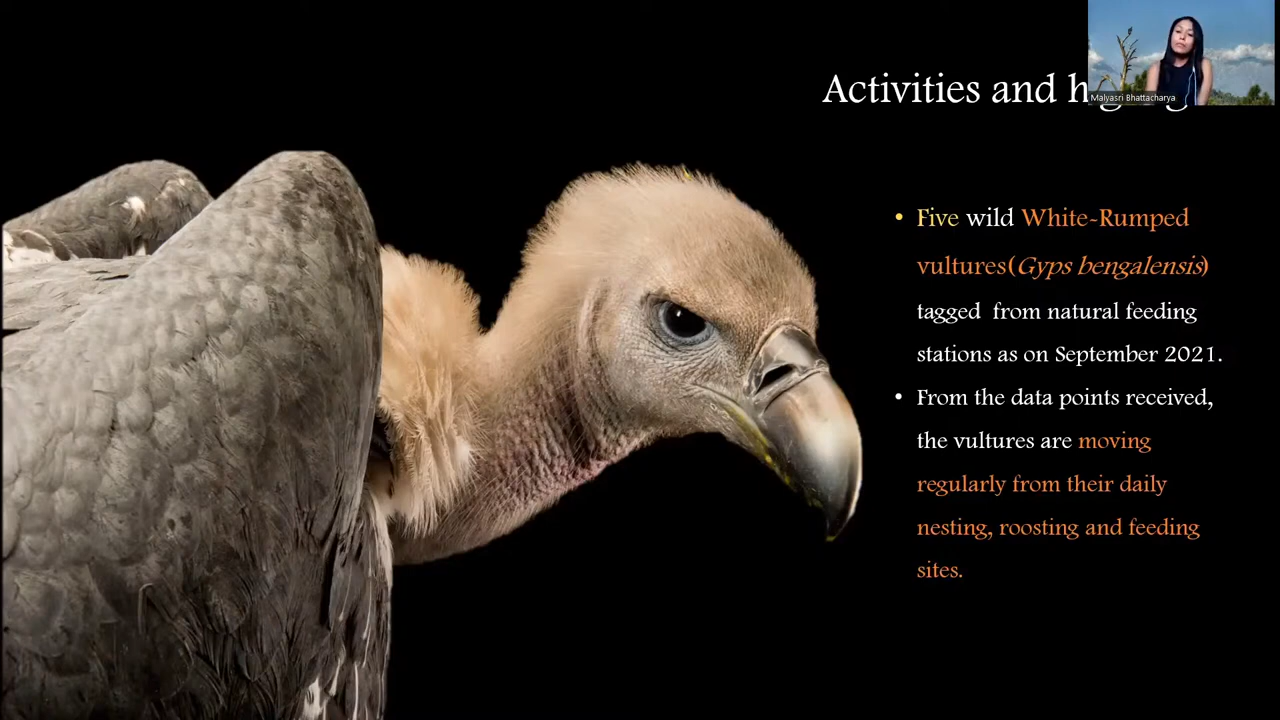 Activities and
Malyasri Bhattacharya
• Five wild White-Rumped
vultures(Gyps bengalensis)
tagged from natural feeding
stations as on September 2021.
• From the data points received,
the vultures are moving
regularly from their daily
nesting, roosting and feeding
sites.